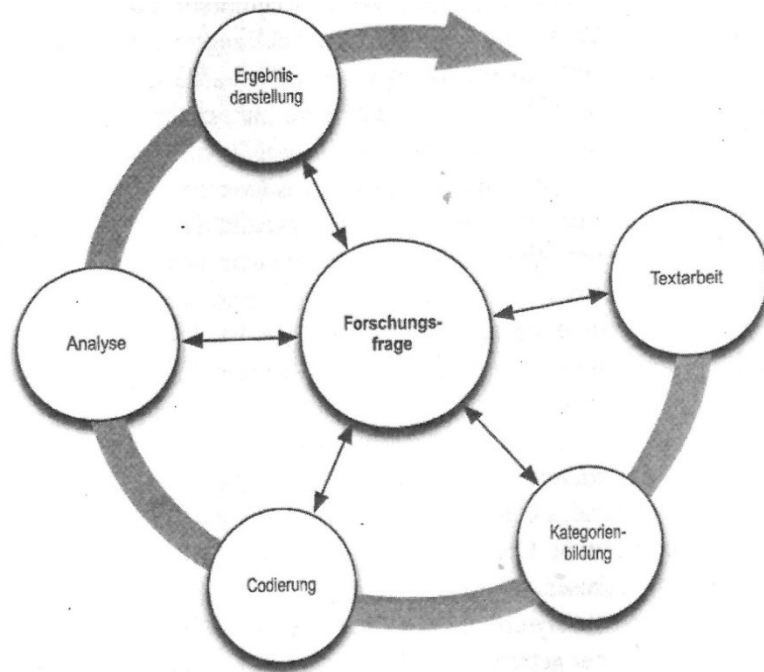 Ergebnis-
darstellung
Textarbeit
Forschungs-
frage
Analyse
Kategorien-
bildung
Codierung